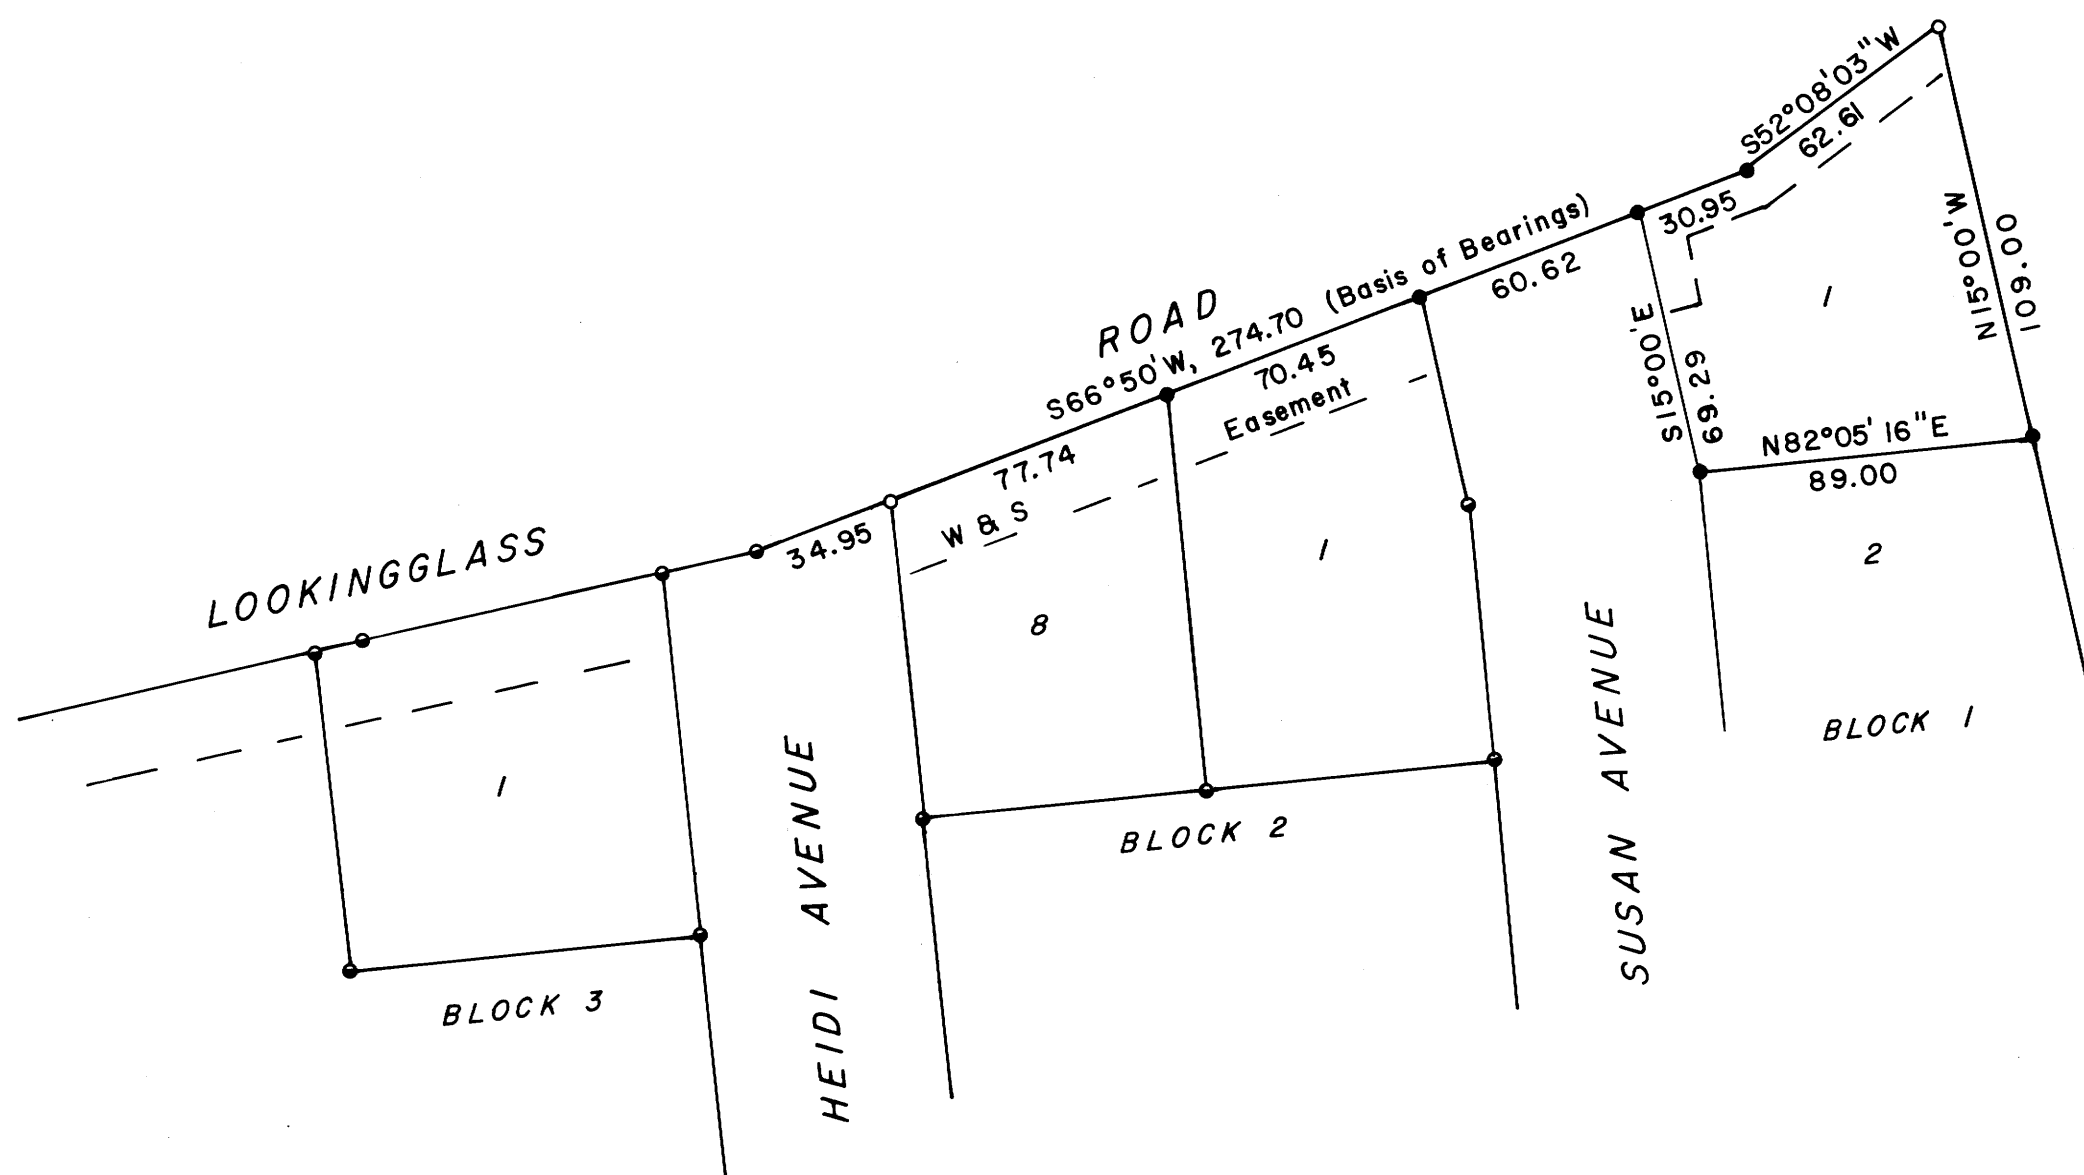 S52°08'03"W
62.61
30.95
N15°00'W
109.00
ROAD
S66°50'W, 274.70 (Basis of Bearings)
60.62
70.45
Easement
1
S15°00'E
69.29
N82°05'16"E
89.00
77.74
W & S
34.95
LOOKINGGLASS
8
1
2
1
BLOCK 1
BLOCK 2
BLOCK 3
HEIDI AVENUE
SUSAN AVENUE